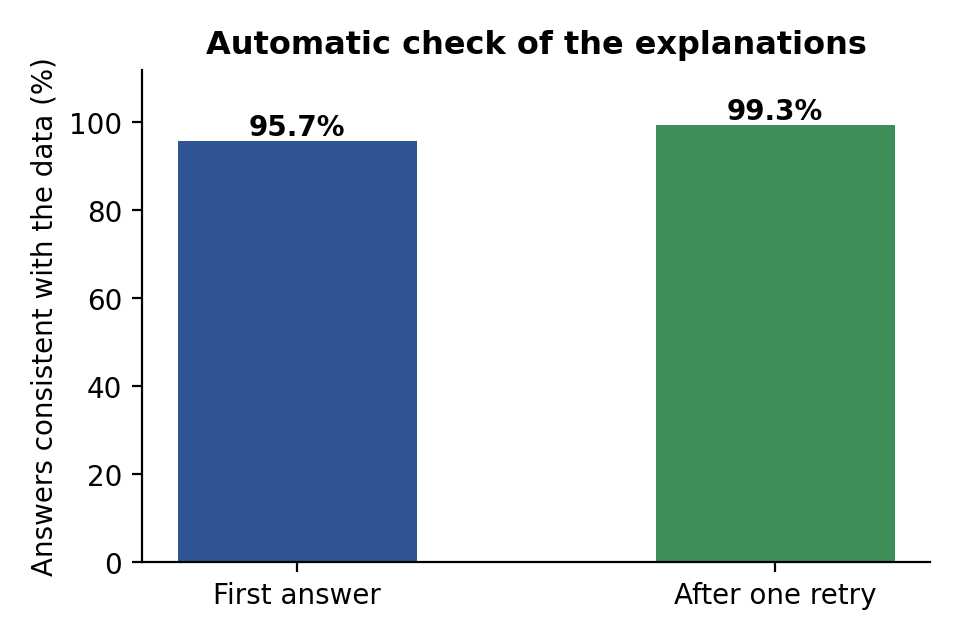 Automatic check of the explanations
Answers consistent with the data (%)
100
80
60
40
20
0
95.7%
99.3%
First answer
After one retry